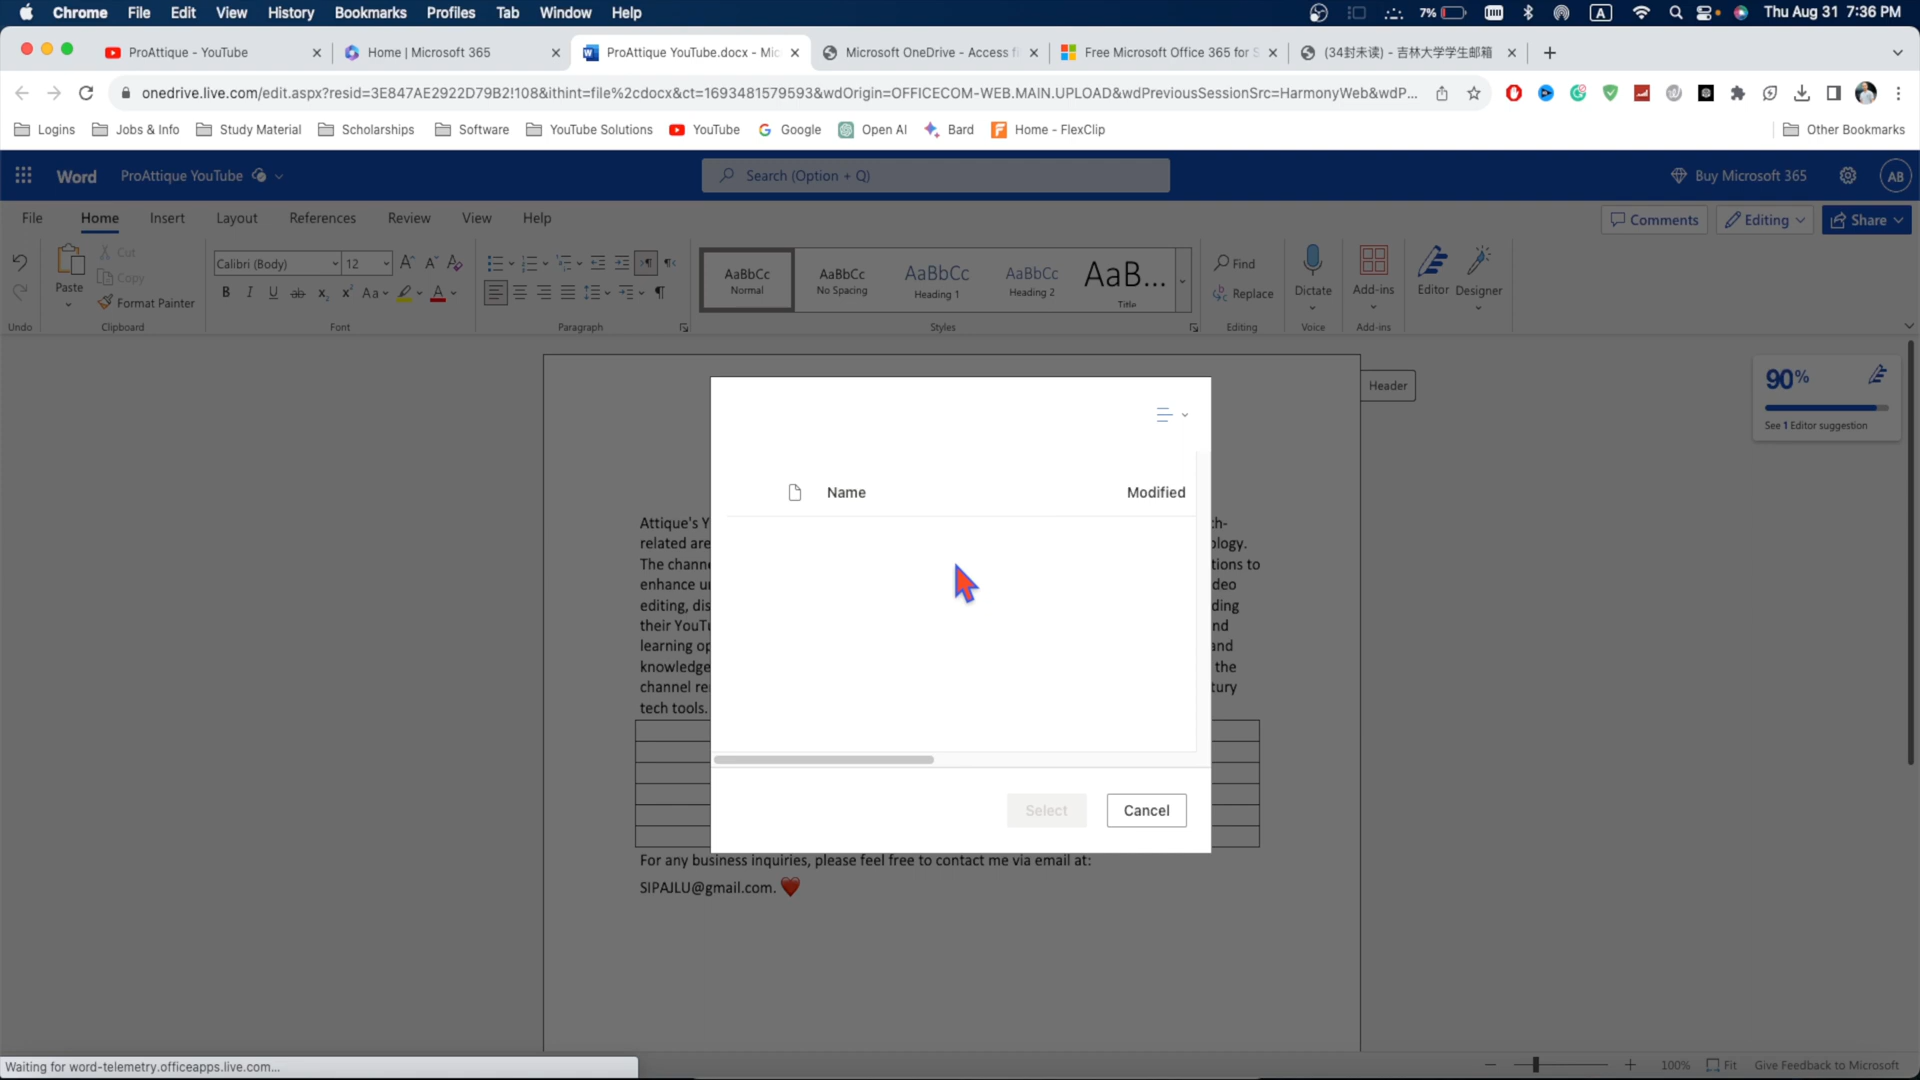 Chrome File Edit View History Bookmarks Profiles Tab Window Help
7% A Thu Aug 31 7:36 PM
ProAttique - YouTube
Home | Microsoft 365
ProAttique YouTube.docx - Mic
Microsoft OneDrive - Access fi
Free Microsoft Office 365 for S
(34封未读) - 吉林大学学生邮箱
onedrive.live.com/edit.aspx?resid=3E847AE2922D79B2!108&ithint=file%2cdocx&ct=1693481579593&wdOrigin=OFFICECOM-WEB.MAIN.UPLOAD&wdPreviousSessionSrc=HarmonyWeb&wdP...
Logins Jobs & Info Study Material Scholarships Software YouTube Solutions YouTube Google Open AI Bard Home - FlexClip Other Bookmarks
Word ProAttique YouTube Search (Option + Q) Buy Microsoft 365 AB
File Home Insert Layout References Review View Help Comments Editing Share
Paste
Cut
Copy
Format Painter
Calibri (Body) 12
B I U ab X2 X2 Aa A
AaBbCc
Normal
AaBbCc
No Spacing
AaBbCc
Heading 1
AaBbCc
Heading 2
AaB...
Title
Find
Replace
Dictate
Add-ins
Editor
Designer
Undo Clipboard Font Paragraph Styles Editing Voice Add-ins
Header
90%
See 1 Editor suggestion
Name Modified
Attique's Y ch-
related are ology.
The channe tions to
enhance u deo
editing, dis ding
their YouTu nd
learning op and
knowledge the
channel re tury
tech tools.
Select Cancel
For any business inquiries, please feel free to contact me via email at:
SIPAJLU@gmail.com. ❤️
Waiting for word-telemetry.officeapps.live.com...
100% Fit Give Feedback to Microsoft